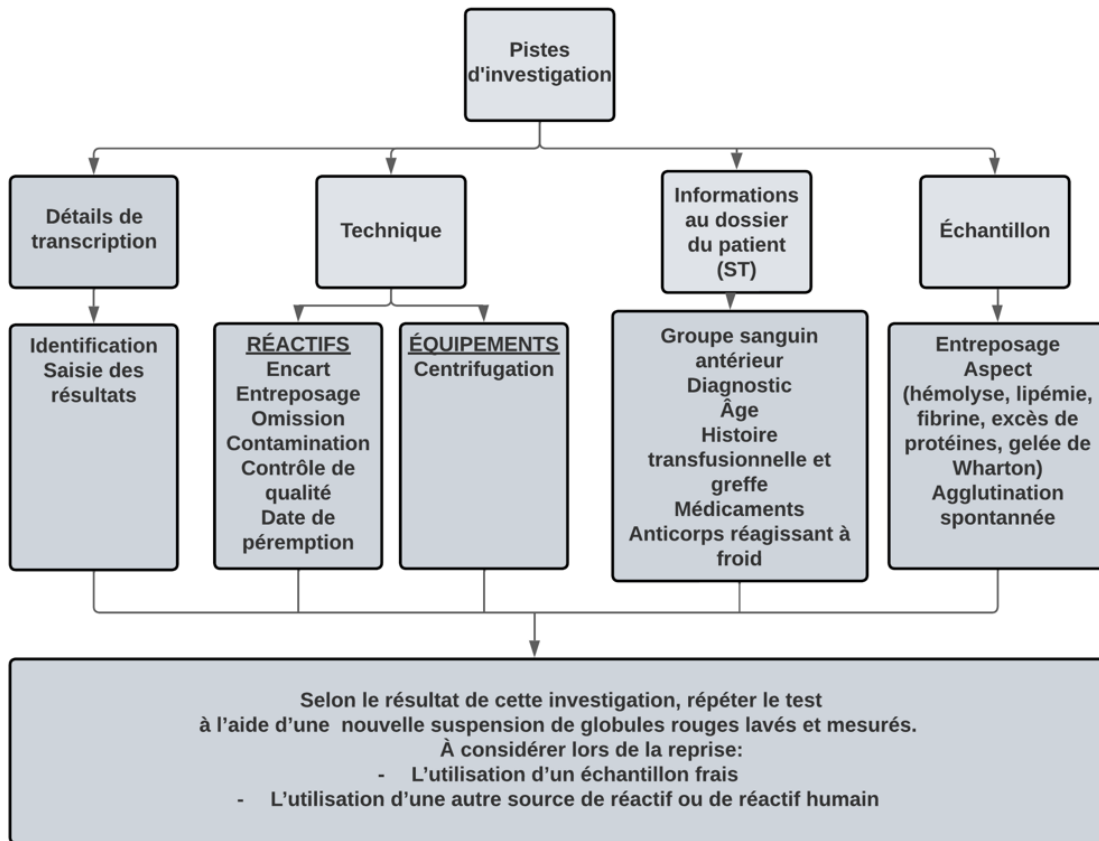 Pistes
d'investigation
Détails de
transcription
Technique
Informations
au dossier
du patient
(ST)
Échantillon
Identification
Saisie des
résultats
RÉACTIFS
Encart
Entreposage
Omission
Contamination
Contrôle de
qualité
Date de
péremption
ÉQUIPEMENTS
Centrifugation
Groupe sanguin
antérieur
Diagnostic
Âge
Histoire
transfusionnelle et
greffe
Médicaments
Anticorps réagissant à
froid
Entreposage
Aspect
(hémolyse, lipémie,
fibrine, excès de
protéines, gelée de
Wharton)
Agglutination
spontannée
Selon le résultat de cette investigation, répéter le test
à l’aide d’une nouvelle suspension de globules rouges lavés et mesurés.
À considérer lors de la reprise:
- L’utilisation d’un échantillon frais
- L’utilisation d’une autre source de réactif ou de réactif humain